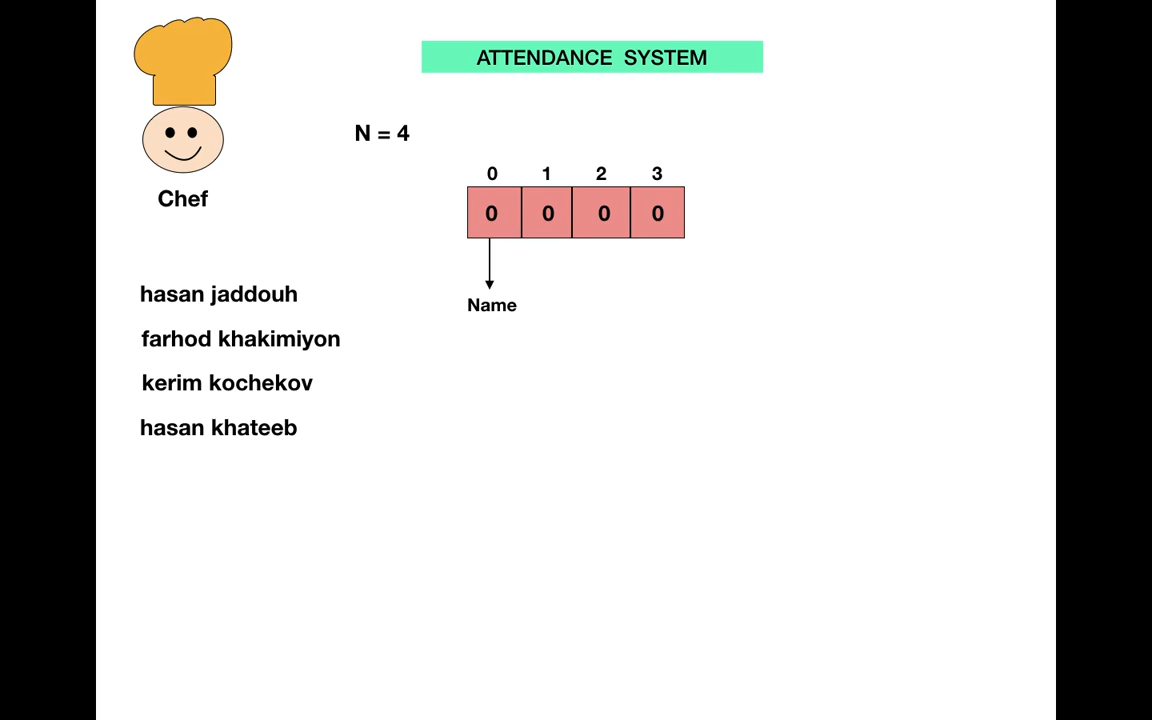 ATTENDANCE SYSTEM
N = 4
0 1 2 3
0 0 0 0
Chef
Name
hasan jaddouh
farhod khakimiyon
kerim kochekov
hasan khateeb